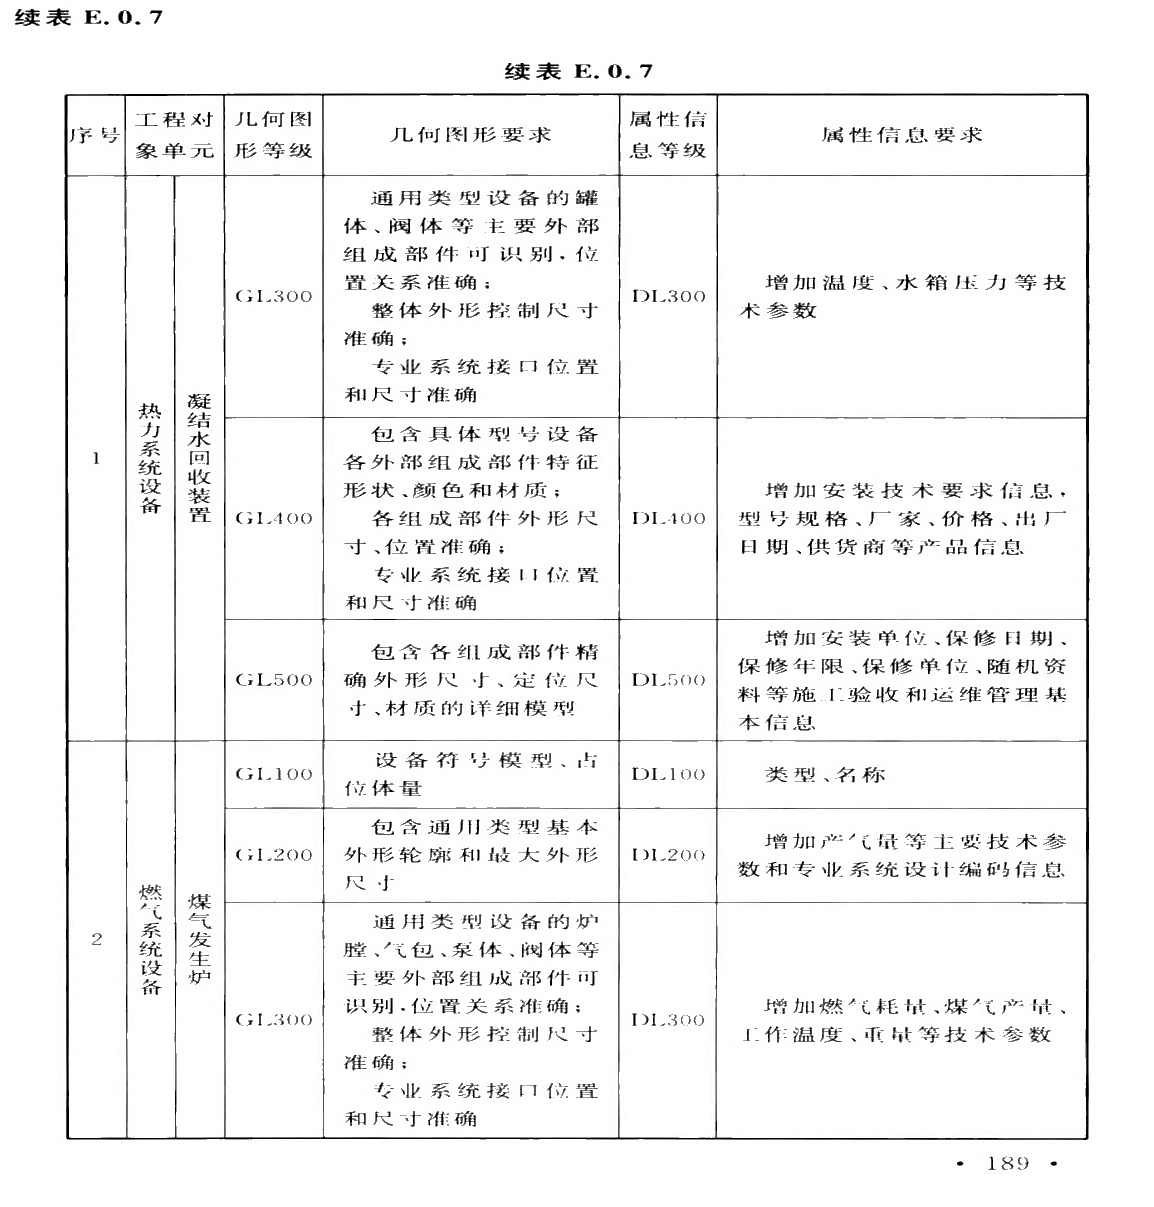 续表 E.0.7
续表 E.0.7
序号
工程对
象单元
几何图
形等级
几何图形要求
属性信
息等级
属性信息要求
1
热力系统设备
凝结水回收装置
GL300
通用类型设备的罐
体、阀体等主要外部
组成部件可识别,位
置关系准确;
整体外形控制尺寸
准确;
专业系统接口位置
和尺寸准确
DL300
增加温度、水箱压力等技
术参数
GL400
包含具体型号设备
各外部组成部件特征
形状、颜色和材质;
各组成部件外形尺
寸、位置准确;
专业系统接口位置
和尺寸准确
DL400
增加安装技术要求信息,
型号规格、厂家、价格、出厂
日期、供货商等产品信息
GL500
包含各组成部件精
确外形尺寸、定位尺
寸、材质的详细模型
DL500
增加安装单位、保修日期、
保修年限、保修单位、随机资
料等施工验收和运维管理基
本信息
2
燃气系统设备
煤气发生炉
GL100
设备符号模型、占
位体量
DL100
类型、名称
GL200
包含通用类型基本
外形轮廓和最大外形
尺寸
DL200
增加产气量等主要技术参
数和专业系统设计编码信息
GL300
通用类型设备的炉
膛、气包、泵体、阀体等
主要外部组成部件可
识别,位置关系准确;
整体外形控制尺寸
准确;
专业系统接口位置
和尺寸准确
DL300
增加燃气耗量、煤气产量、
工作温度、重量等技术参数
• 189 •